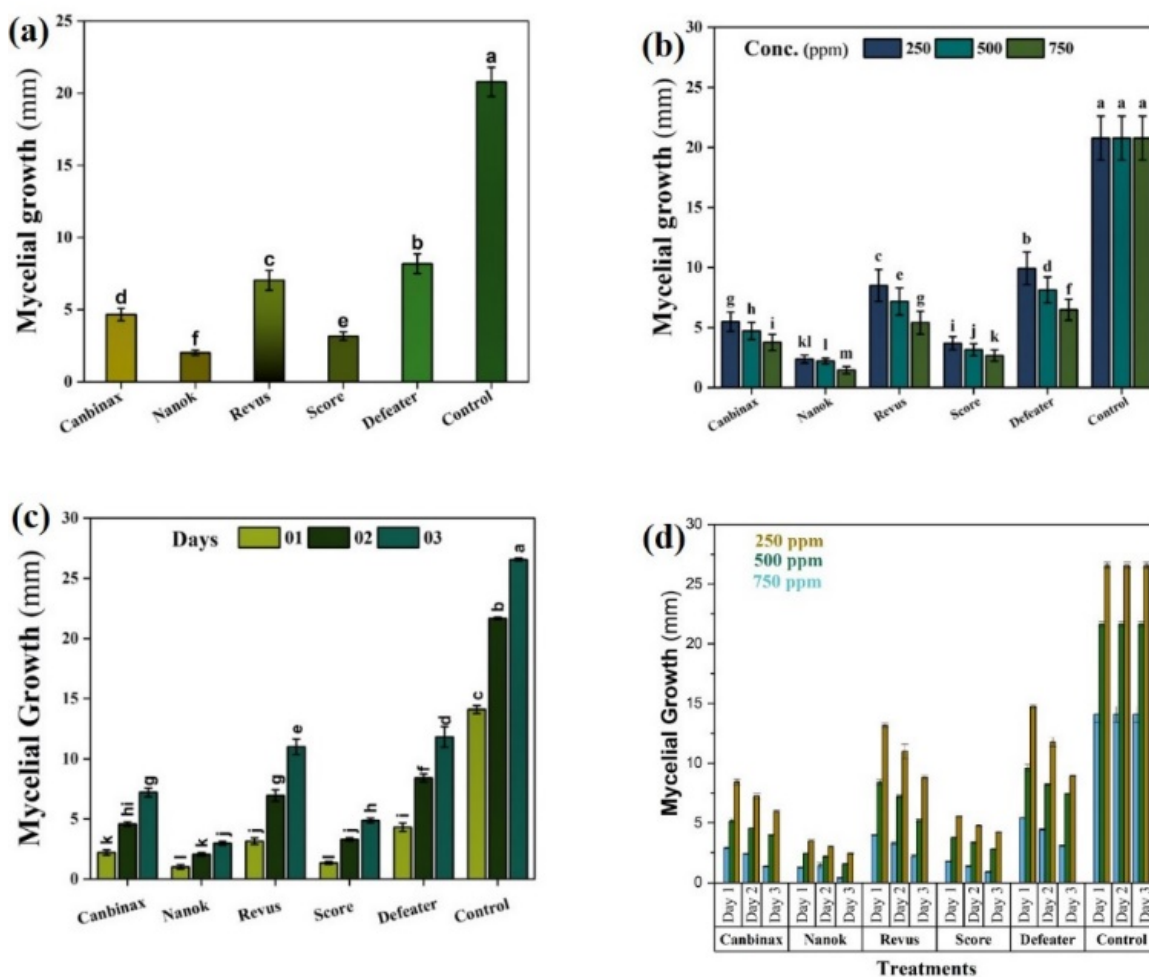 (a)
Mycelial growth (mm)
25
20
15
10
5
0
d
f
c
e
b
a
Canbinax
Nanok
Revus
Score
Defeater
Control
(b)
Mycelial growth (mm)
Conc. (ppm) 250 500 750
30
25
20
15
10
5
0
g h i
kl l m
c e g
i j k
b d f
a a a
Canbinax
Nanok
Revus
Score
Defeater
Control
(c)
Mycelial Growth (mm)
Days 01 02 03
30
25
20
15
10
5
0
k hi g
l k ij
ij g e
l ij h
i f d
c b a
Canbinax
Nanok
Revus
Score
Defeater
Control
(d)
Mycelial Growth (mm)
250 ppm
500 ppm
750 ppm
30
25
20
15
10
5
0
Day 1 Day 2 Day 3 Day 1 Day 2 Day 3 Day 1 Day 2 Day 3 Day 1 Day 2 Day 3 Day 1 Day 2 Day 3 Day 1 Day 2 Day 3
Canbinax Nanok Revus Score Defeater Control
Treatments